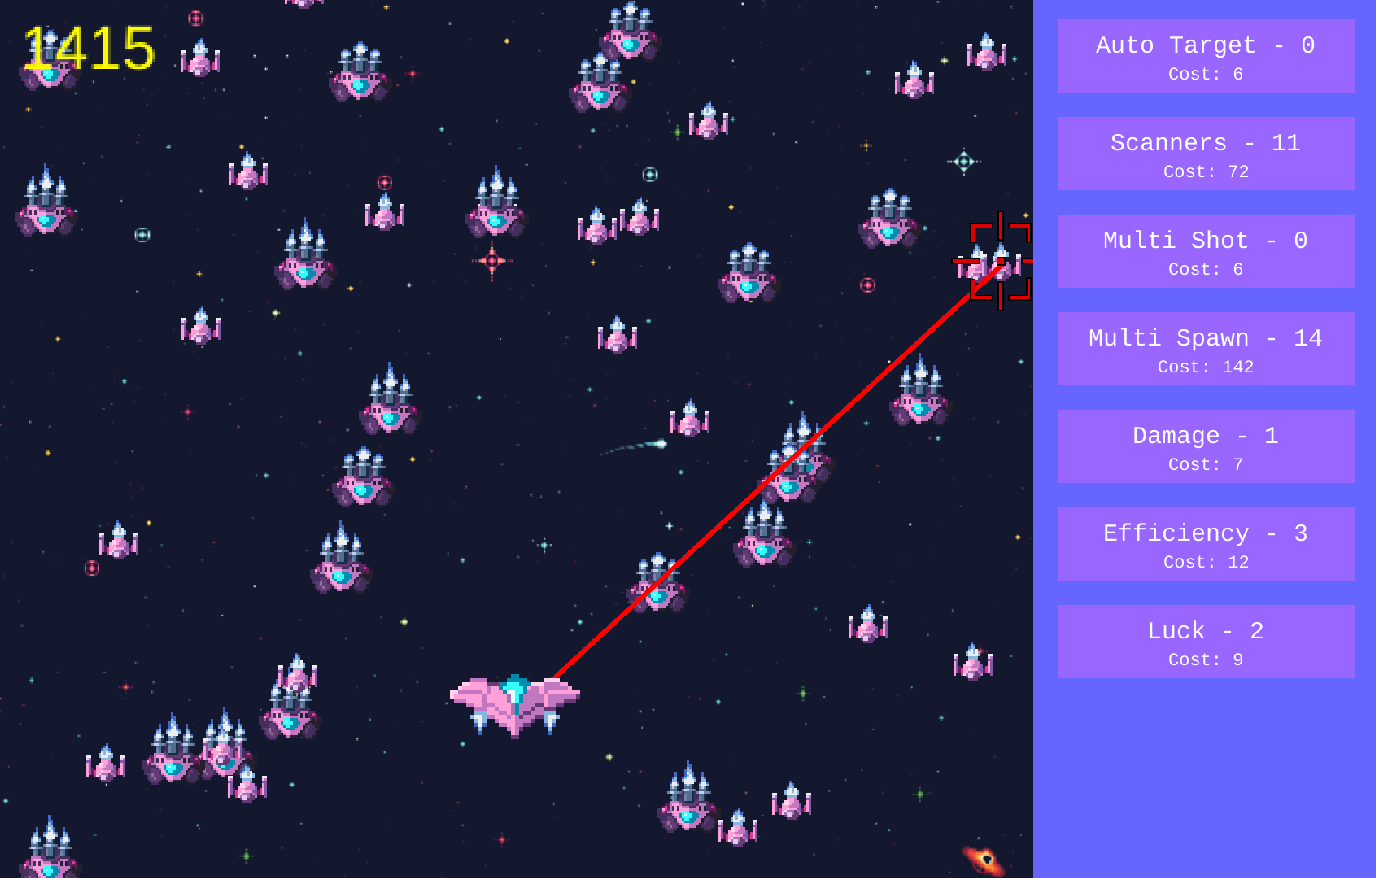 1415
Auto Target - 0
Cost: 6
Scanners - 11
Cost: 72
Multi Shot - 0
Cost: 6
Multi Spawn - 14
Cost: 142
Damage - 1
Cost: 7
Efficiency - 3
Cost: 12
Luck - 2
Cost: 9